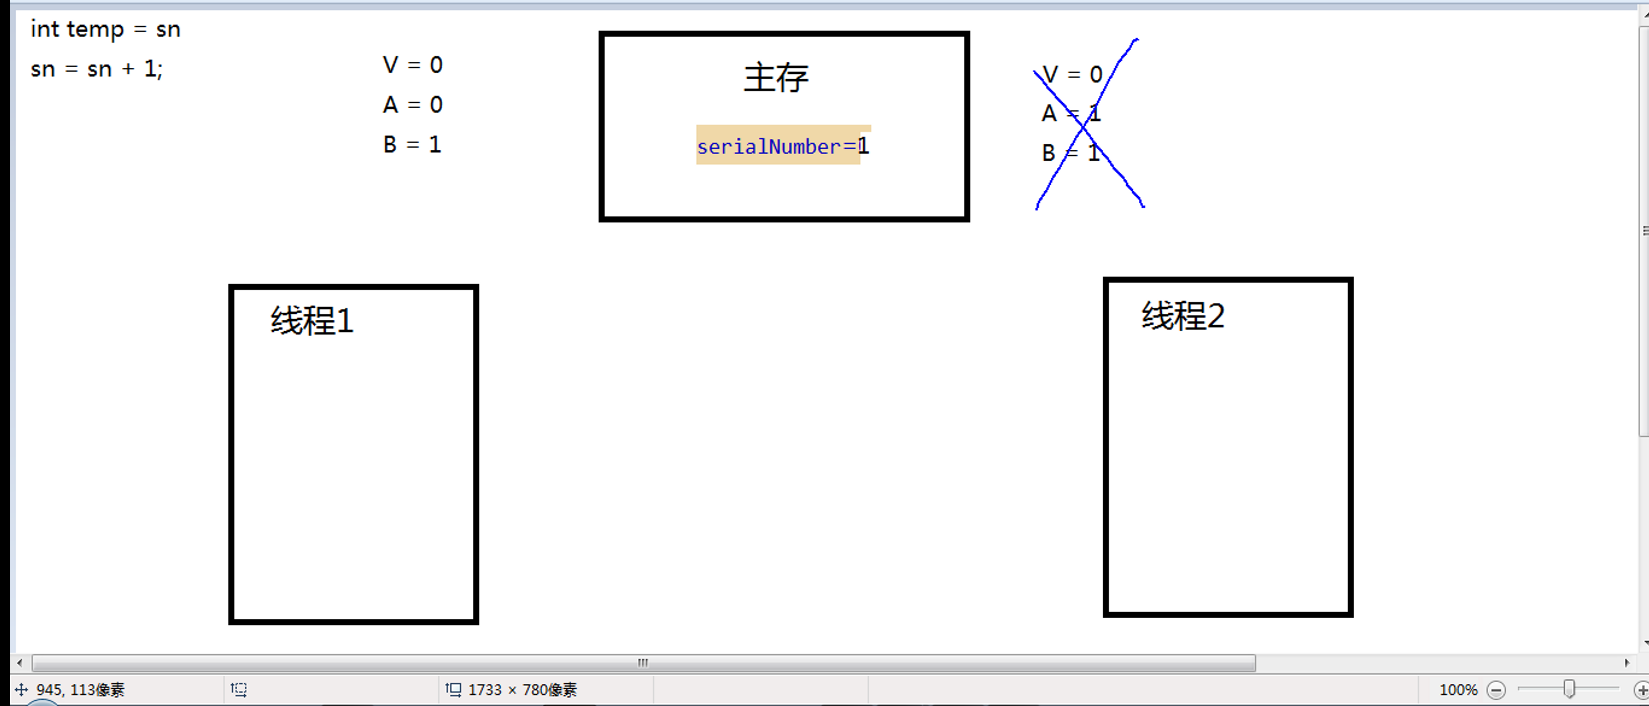 int temp = sn
sn = sn + 1;
V = 0
A = 0
B = 1
主存
serialNumber=1
V = 0
A = 1
B = 1
线程1
线程2
945, 113像素
1733 × 780像素
100%